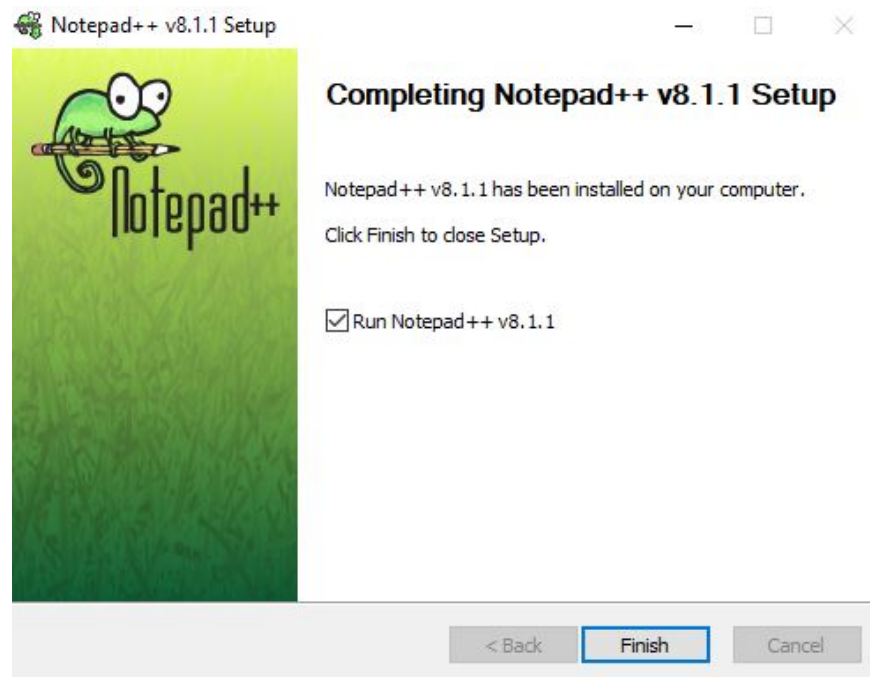 Notepad++ v8.1.1 Setup
Notepad++
Completing Notepad++ v8.1.1 Setup
Notepad++ v8.1.1 has been installed on your computer.
Click Finish to close Setup.
Run Notepad++ v8.1.1
< Back
Finish
Cancel